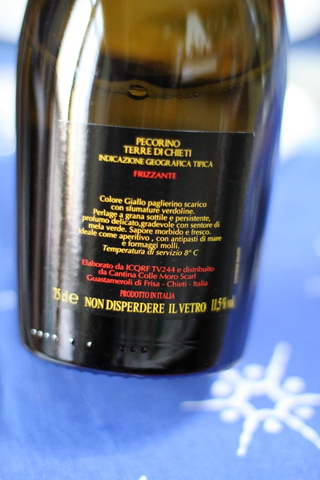 PECORINO
TERRE DI CHIETI
INDICAZIONE GEOGRAFICA TIPICA
FRIZZANTE
Colore Giallo paglierino scarico
con sfumature verdoline.
Perlage a grana sottile e persistente,
profumo delicato,gradevole con sentore di
mela verde. Sapore morbido e fresco.
Ideale come aperitivo , con antipasti di mare
e formaggi molli.
Temperatura di servizio 8° C
Elaborato da ICQRF TV244 e distribuito
da Cantina Colle Moro Scarl
Guastameroli di Frisa - Chieti - Italia
PRODOTTO IN ITALIA
75cl e NON DISPERDERE IL VETRO 11,5% vol.